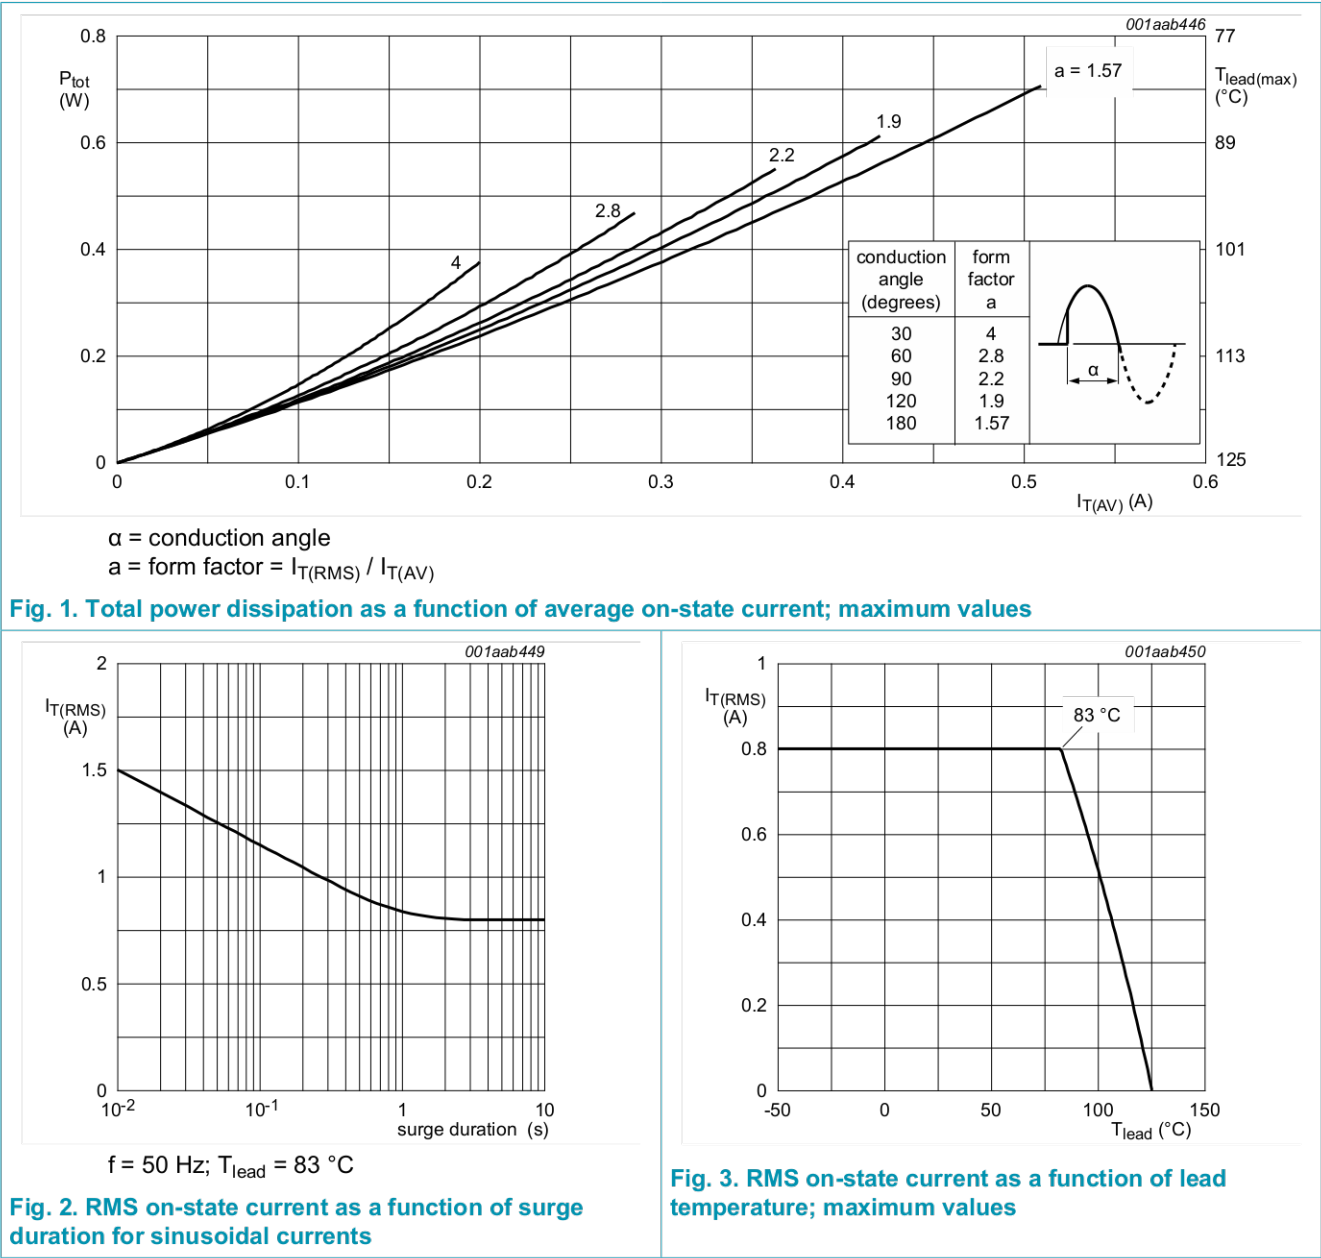 001aab446
0.8
77
Ptot
(W)
a = 1.57
Tlead(max)
(°C)
1.9
0.6
89
2.2
2.8
0.4
101
4
conduction angle (degrees)
form factor a
30 4
60 2.8
90 2.2
120 1.9
180 1.57
α
0.2
113
0
125
0 0.1 0.2 0.3 0.4 0.5 0.6
IT(AV) (A)
α = conduction angle
a = form factor = IT(RMS) / IT(AV)
Fig. 1. Total power dissipation as a function of average on-state current; maximum values
001aab449
2
IT(RMS)
(A)
1.5
1
0.5
0
10-2 10-1 1 10
surge duration (s)
f = 50 Hz; Tlead = 83 °C
Fig. 2. RMS on-state current as a function of surge
duration for sinusoidal currents
001aab450
1
IT(RMS)
(A)
83 °C
0.8
0.6
0.4
0.2
0
-50 0 50 100 150
Tlead (°C)
Fig. 3. RMS on-state current as a function of lead
temperature; maximum values